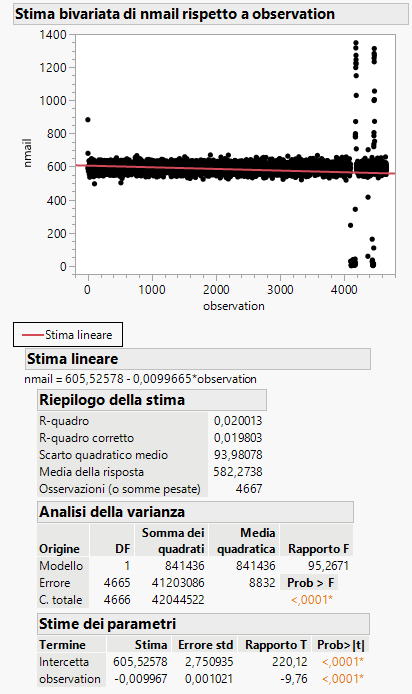 Stima bivariata di nmail rispetto a observation
1400
1200
1000
800
600
400
200
0
nmail
0 1000 2000 3000 4000
observation
Stima lineare
Stima lineare
nmail = 605,52578 - 0,0099665*observation
Riepilogo della stima
R-quadro 0,020013
R-quadro corretto 0,019803
Scarto quadratico medio 93,98078
Media della risposta 582,2738
Osservazioni (o somme pesate) 4667
Analisi della varianza
Somma dei Media
Origine DF quadrati quadratica Rapporto F
Modello 1 841436 841436 95,2671
Errore 4665 41203086 8832 Prob > F
C. totale 4666 42044522 <,0001*
Stime dei parametri
Termine Stima Errore std Rapporto T Prob>|t|
Intercetta 605,52578 2,750935 220,12 <,0001*
observation -0,009967 0,001021 -9,76 <,0001*